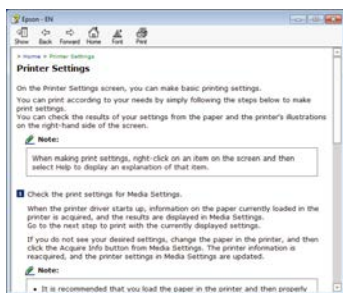 Epson - EN
Show Back Forward Home Font Print
> Home > Printer Settings
Printer Settings
On the Printer Settings screen, you can make basic printing settings.
You can print according to your needs by simply following the steps below to make
print settings.
You can check the results of your settings from the paper and the printer's illustrations
on the right-hand side of the screen.
Note:
When making print settings, right-click on an item on the screen and then
select Help to display an explanation of that item.
1 Check the print settings for Media Settings.
When the printer driver starts up, information on the paper currently loaded in the
printer is acquired, and the results are displayed in Media Settings.
Go to the next step to print with the currently displayed settings.
If you do not see your desired settings, change the paper in the printer, and then
click the Acquire Info button from Media Settings. The printer information is
reacquired, and the printer settings in Media Settings are updated.
Note:
• It is recommended that you load the paper in the printer and then properly